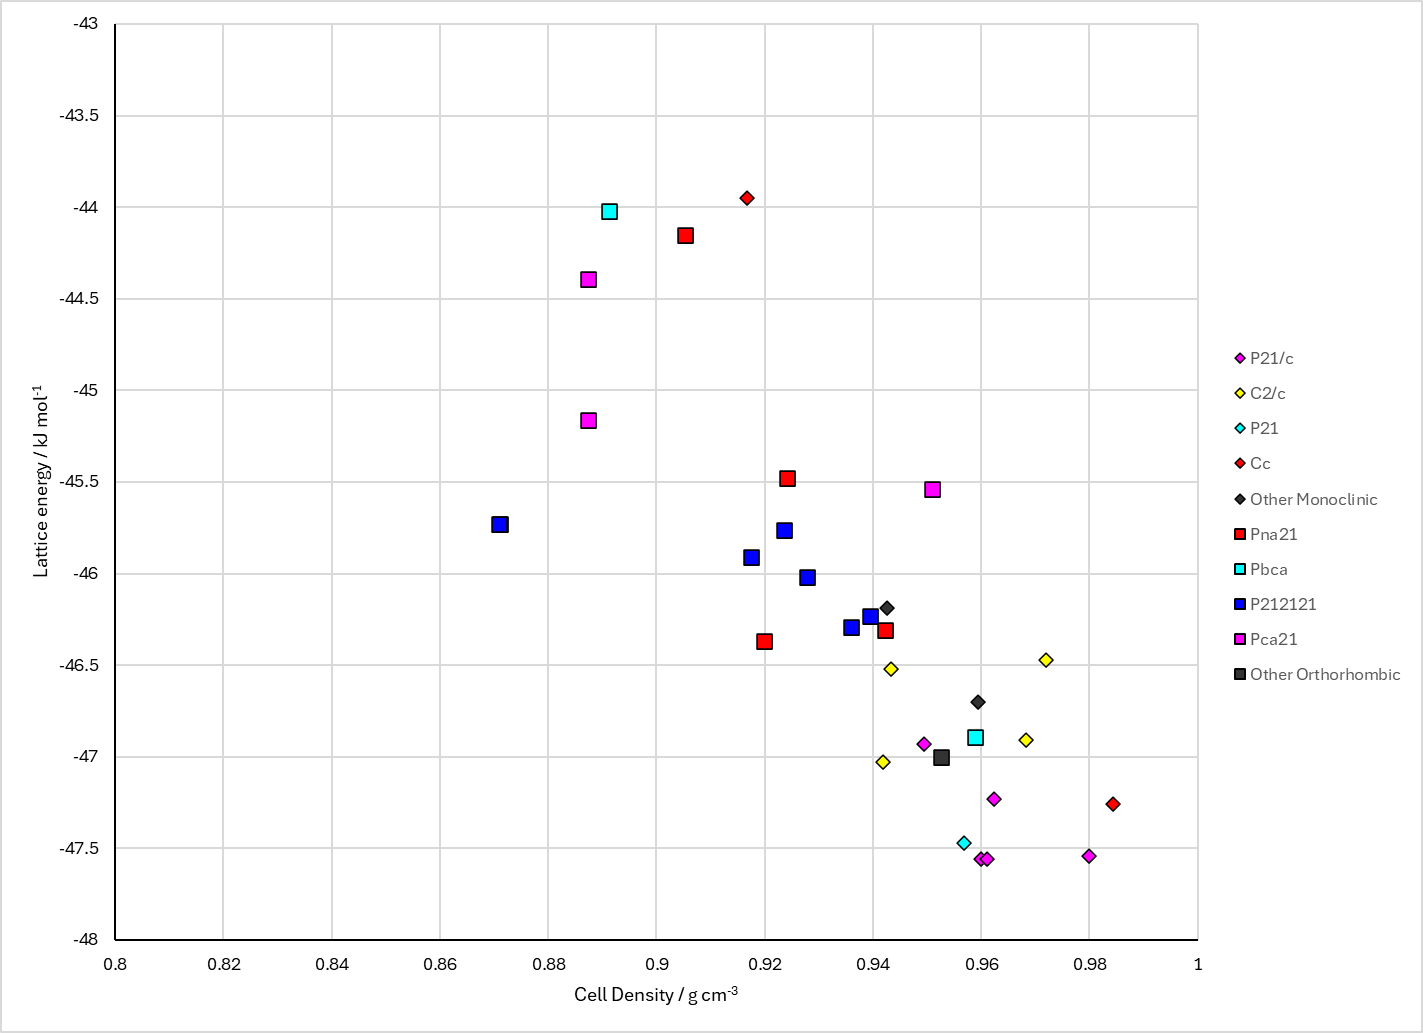 -43
-43.5
-44
-44.5
-45
-45.5
-46
-46.5
-47
-47.5
-48
Lattice energy / kJ mol-1
0.8 0.82 0.84 0.86 0.88 0.9 0.92 0.94 0.96 0.98 1
Cell Density / g cm-3
P21/c
C2/c
P21
Cc
Other Monoclinic
Pna21
Pbca
P212121
Pca21
Other Orthorhombic